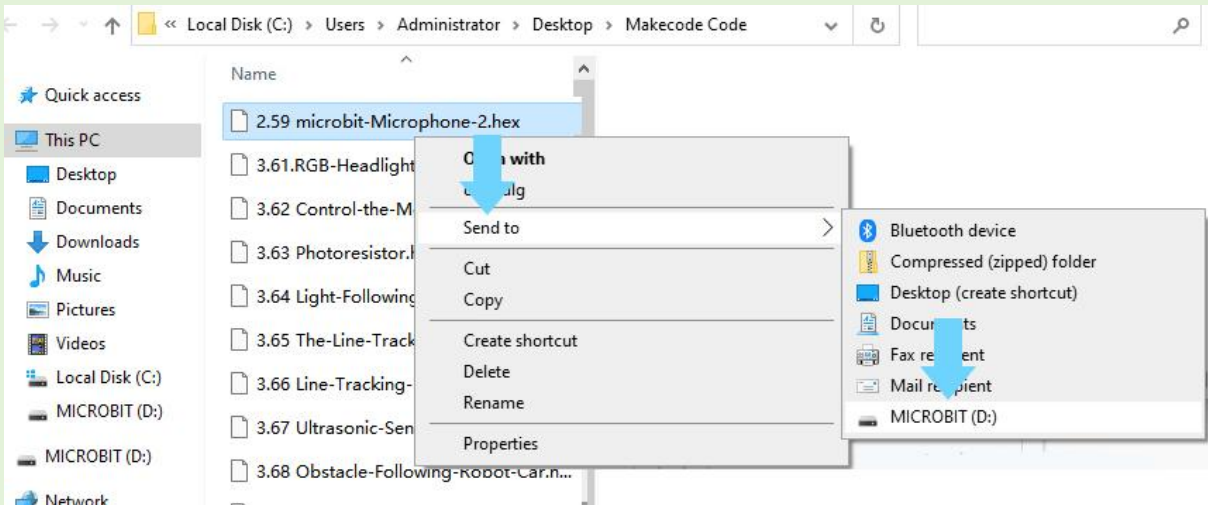 « Local Disk (C:) › Users › Administrator › Desktop › Makecode Code
Name
Quick access
This PC
Desktop
Documents
Downloads
Music
Pictures
Videos
Local Disk (C:)
MICROBIT (D:)
MICROBIT (D:)
Network
2.59 microbit-Microphone-2.hex
3.61.RGB-Headlight
3.62 Control-the-M
3.63 Photoresistor.h
3.64 Light-Following
3.65 The-Line-Track
3.66 Line-Tracking-
3.67 Ultrasonic-Sen
3.68 Obstacle-Following-Robot-Car.h...
with
Send to
Cut
Copy
Create shortcut
Delete
Rename
Properties
Bluetooth device
Compressed (zipped) folder
Desktop (create shortcut)
Fax
Mail
MICROBIT (D:)